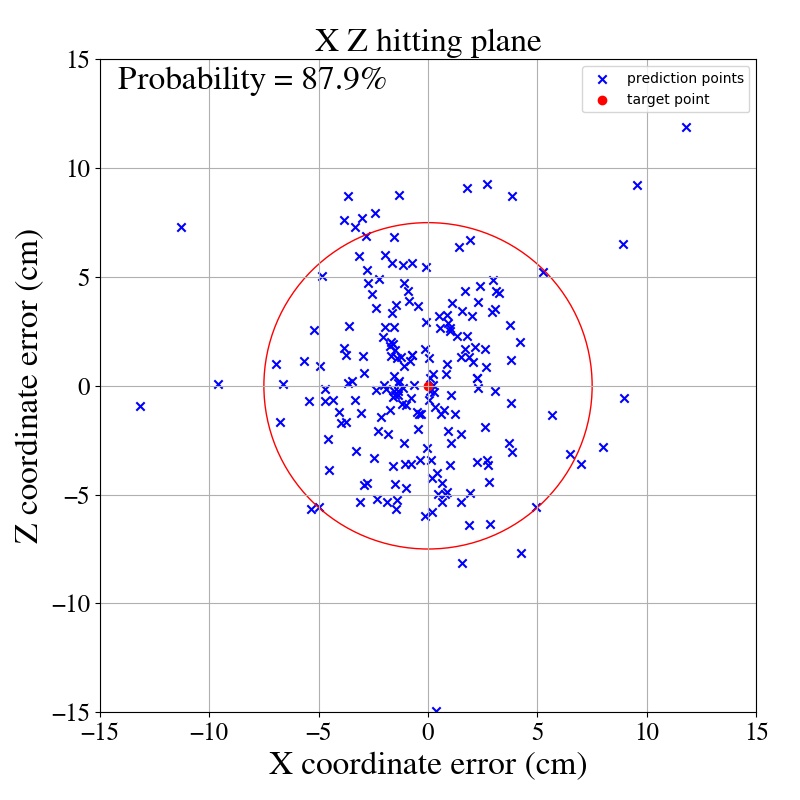 X Z hitting plane
Probability = 87.9%
prediction points
target point
15
10
5
0
−5
−10
−15
Z coordinate error (cm)
−15 −10 −5 0 5 10 15
X coordinate error (cm)